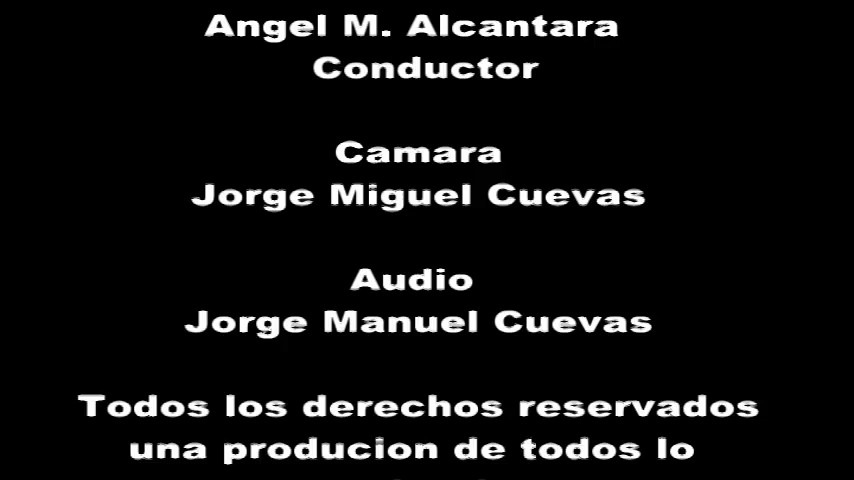 Angel M. Alcantara
Conductor
Camara
Jorge Miguel Cuevas
Audio
Jorge Manuel Cuevas
Todos los derechos reservados
una producion de todos lo